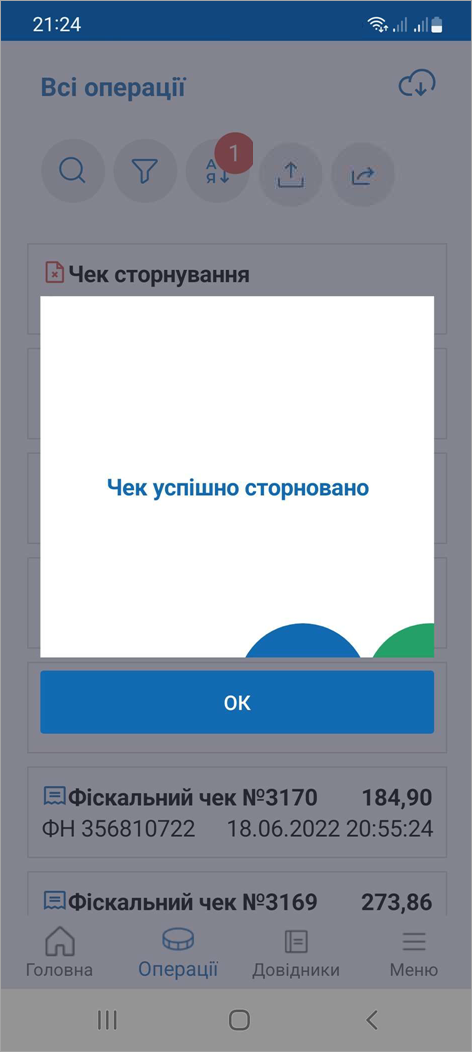 21:24
Всі операції
1
А
Я
Чек сторнування
Чек успішно сторновано
ОК
Фіскальний чек №3170 184,90
ФН 356810722 18.06.2022 20:55:24
Фіскальний чек №3169 273,86
Головна Операції Довідники Меню